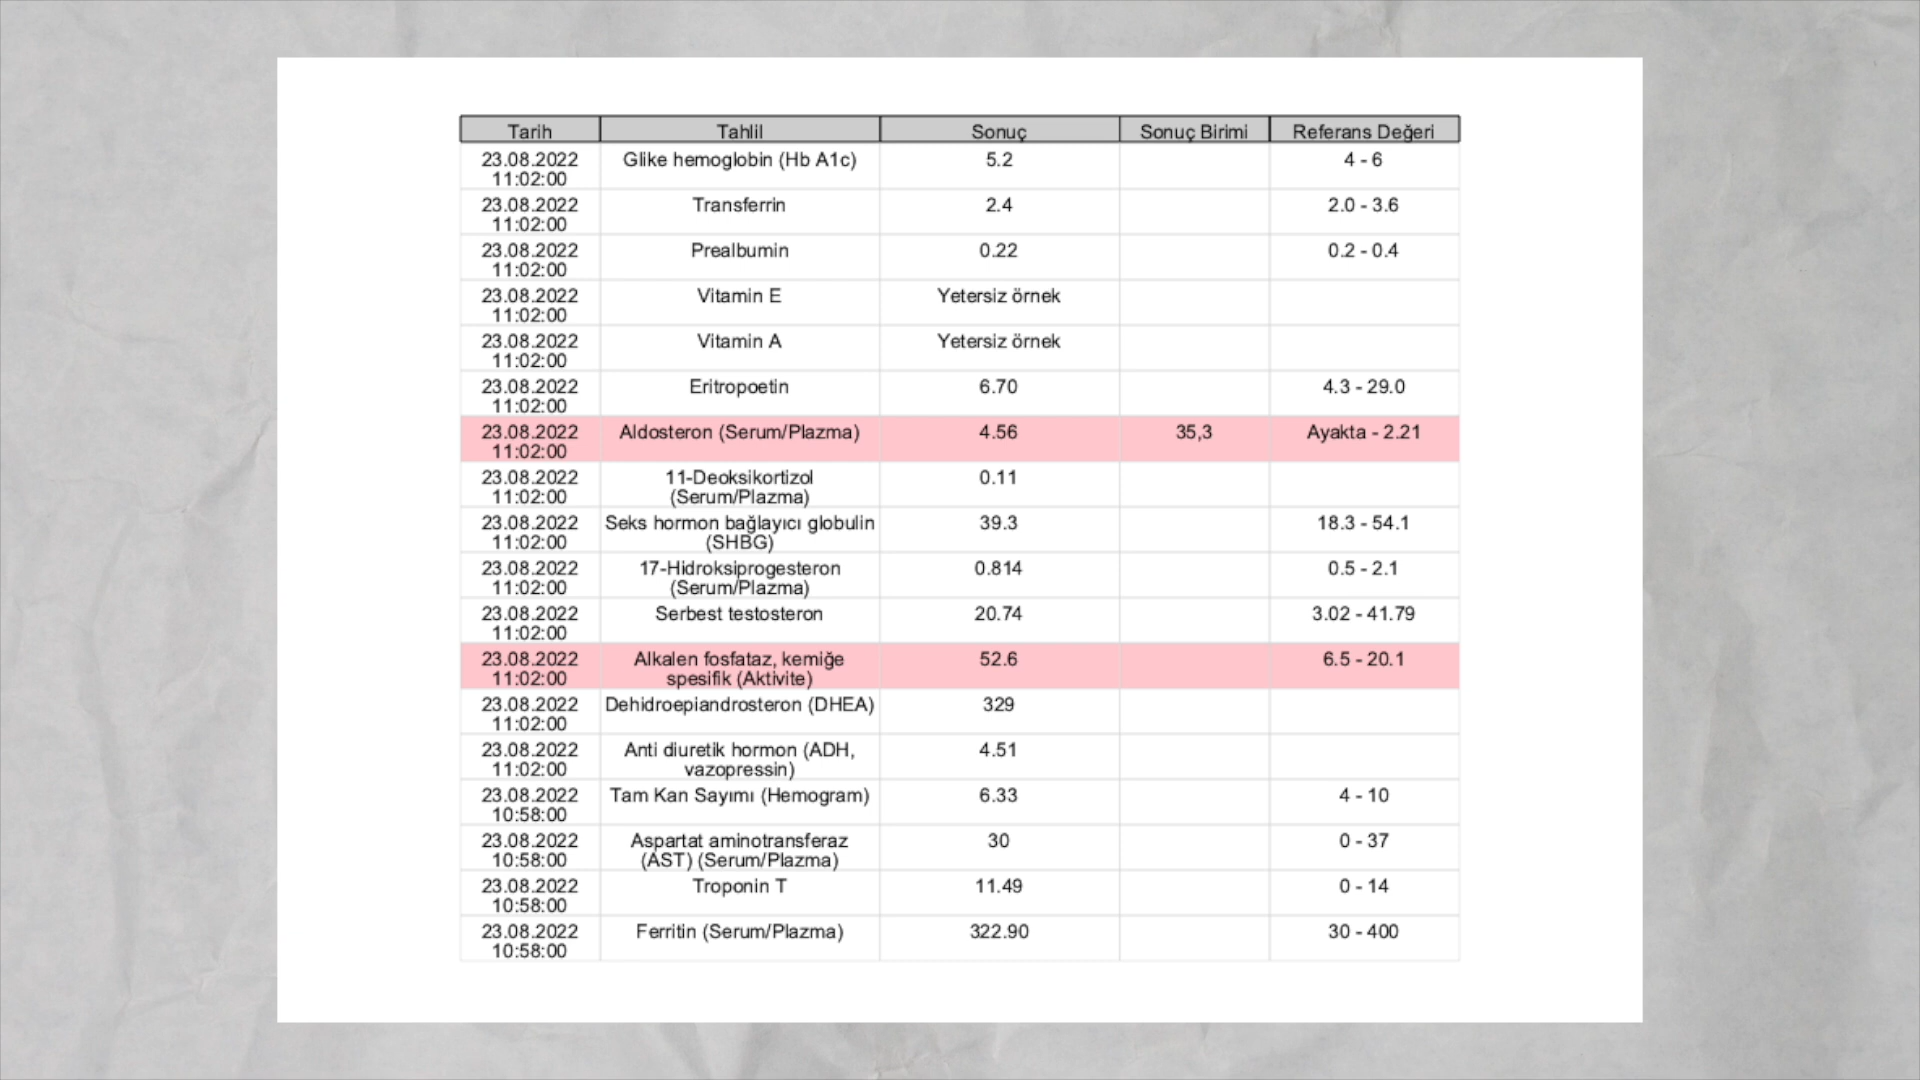 Tarih Tahlil Sonuç Sonuç Birimi Referans Değeri
23.08.2022 Glike hemoglobin (Hb A1c) 5.2 4 - 6
11:02:00
23.08.2022 Transferrin 2.4 2.0 - 3.6
11:02:00
23.08.2022 Prealbumin 0.22 0.2 - 0.4
11:02:00
23.08.2022 Vitamin E Yetersiz örnek
11:02:00
23.08.2022 Vitamin A Yetersiz örnek
11:02:00
23.08.2022 Eritropoetin 6.70 4.3 - 29.0
11:02:00
23.08.2022 Aldosteron (Serum/Plazma) 4.56 35,3 Ayakta - 2.21
11:02:00
23.08.2022 11-Deoksikortizol 0.11
11:02:00 (Serum/Plazma)
23.08.2022 Seks hormon bağlayıcı globulin 39.3 18.3 - 54.1
11:02:00 (SHBG)
23.08.2022 17-Hidroksiprogesteron 0.814 0.5 - 2.1
11:02:00 (Serum/Plazma)
23.08.2022 Serbest testosteron 20.74 3.02 - 41.79
11:02:00
23.08.2022 Alkalen fosfataz, kemiğe 52.6 6.5 - 20.1
11:02:00 spesifik (Aktivite)
23.08.2022 Dehidroepiandrosteron (DHEA) 329
11:02:00
23.08.2022 Anti diuretik hormon (ADH, 4.51
11:02:00 vazopressin)
23.08.2022 Tam Kan Sayımı (Hemogram) 6.33 4 - 10
10:58:00
23.08.2022 Aspartat aminotransferaz 30 0 - 37
10:58:00 (AST) (Serum/Plazma)
23.08.2022 Troponin T 11.49 0 - 14
10:58:00
23.08.2022 Ferritin (Serum/Plazma) 322.90 30 - 400
10:58:00